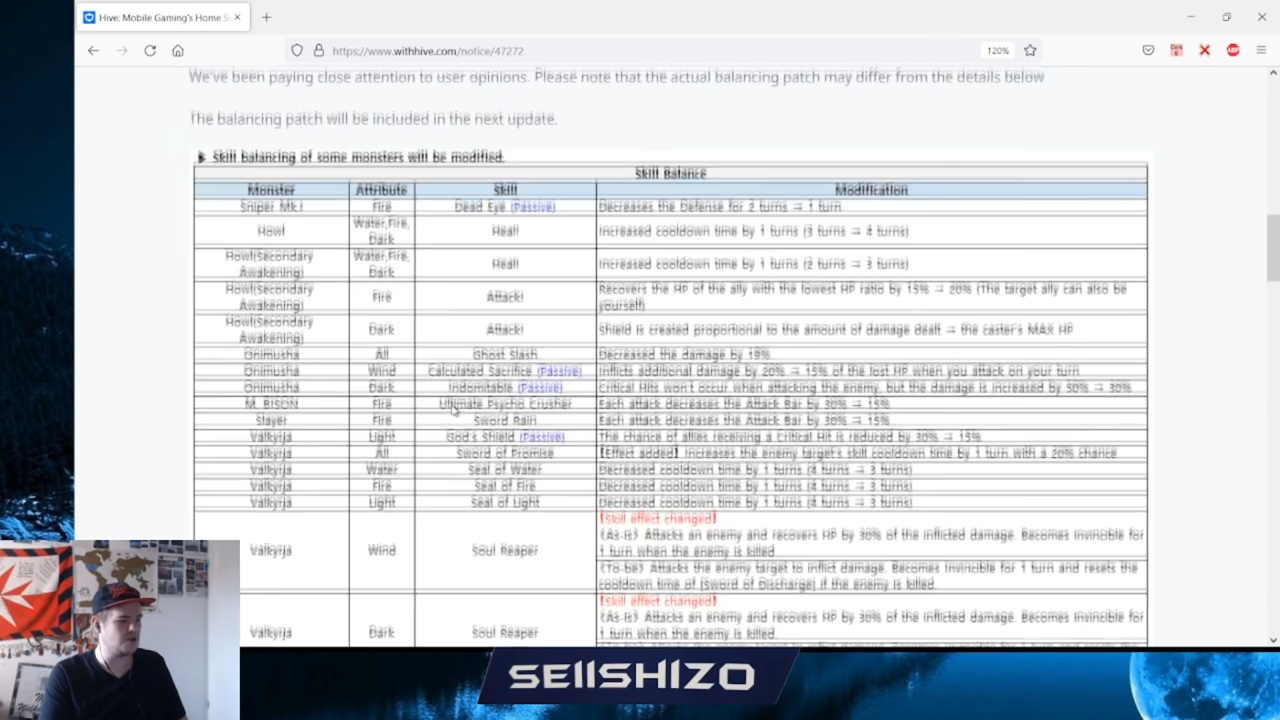 Hive: Mobile Gaming's Home S
https://www.withhive.com/notice/47272
120%
We've been paying close attention to user opinions. Please note that the actual balancing patch may differ from the details below
The balancing patch will be included in the next update.
▶ Skill balancing of some monsters will be modified.
Skill Balance
Monster Attribute Skill Modification
Sniper Mk.I Fire Dead Eye (Passive) Decreases the Defense for 2 turns ⇒ 1 turn
Howl Water,Fire, Dark Heal! Increased cooldown time by 1 turns (3 turns ⇒ 4 turns)
Howl(Secondary Awakening) Water,Fire, Dark Heal! Increased cooldown time by 1 turns (2 turns ⇒ 3 turns)
Howl(Secondary Awakening) Fire Attack! Recovers the HP of the ally with the lowest HP ratio by 15% ⇒ 20% (The target ally can also be yourself)
Howl(Secondary Awakening) Dark Attack! Shield is created proportional to the amount of damage dealt ⇒ the caster's MAX HP
Onimusha All Ghost Slash Decreased the damage by 19%
Onimusha Wind Calculated Sacrifice (Passive) Inflicts additional damage by 20% ⇒ 15% of the lost HP when you attack on your turn
Onimusha Dark Indomitable (Passive) Critical Hits won't occur when attacking the enemy, but the damage is increased by 50% ⇒ 30%
M. BISON Fire Ultimate Psycho Crusher Each attack decreases the Attack Bar by 30% ⇒ 15%
Slayer Fire Sword Rain Each attack decreases the Attack Bar by 30% ⇒ 15%
Valkyrja Light God's Shield (Passive) The chance of allies receiving a Critical Hit is reduced by 30% ⇒ 15%
Valkyrja All Sword of Promise [Effect added] Increases the enemy target's skill cooldown time by 1 turn with a 20% chance
Valkyrja Water Seal of Water Decreased cooldown time by 1 turns (4 turns ⇒ 3 turns)
Valkyrja Fire Seal of Fire Decreased cooldown time by 1 turns (4 turns ⇒ 3 turns)
Valkyrja Light Seal of Light Decreased cooldown time by 1 turns (4 turns ⇒ 3 turns)
Valkyrja Wind Soul Reaper [Skill effect changed]
(As-is) Attacks an enemy and recovers HP by 30% of the inflicted damage. Becomes Invincible for 1 turn when the enemy is killed.
(To-be) Attacks the enemy target to inflict damage. Becomes Invincible for 1 turn and resets the cooldown time of [Sword of Discharge] if the enemy is killed.
Valkyrja Dark Soul Reaper [Skill effect changed]
(As-is) Attacks an enemy and recovers HP by 30% of the inflicted damage. Becomes Invincible for 1 turn when the enemy is killed.
SEIISHIZO